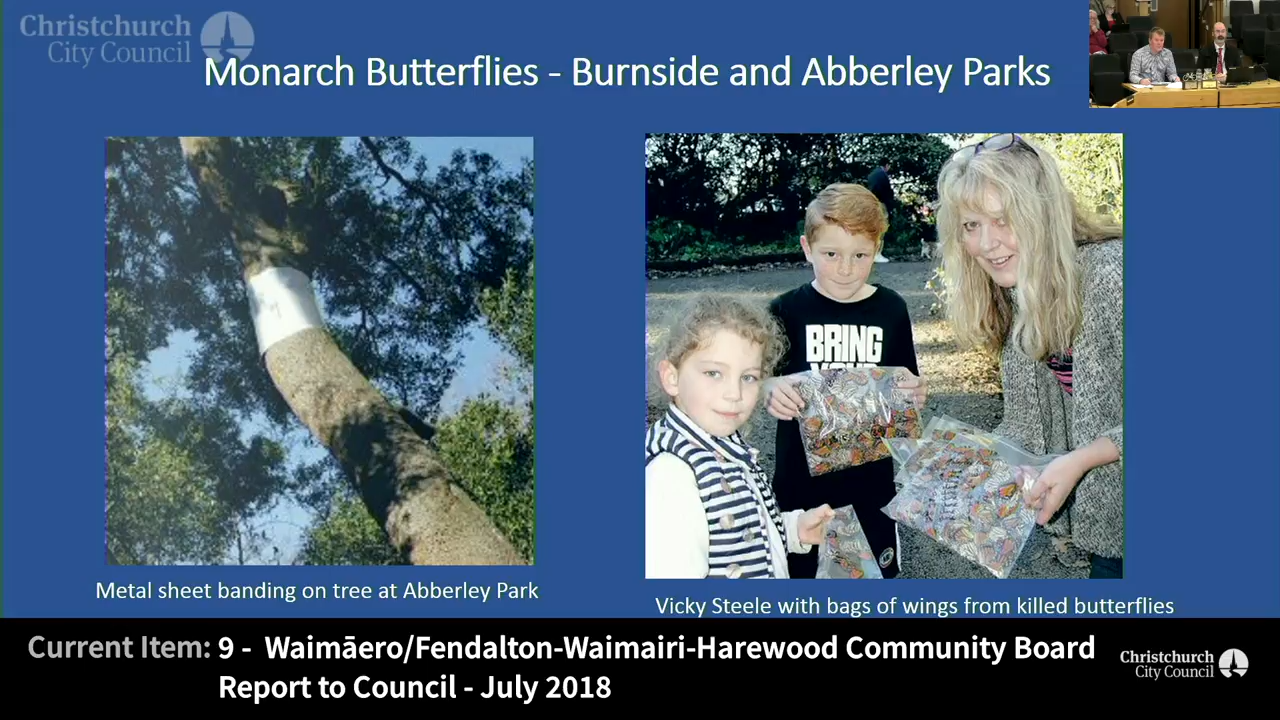 Christchurch
City Council
Monarch Butterflies - Burnside and Abberley Parks
BRING
YOUR
Metal sheet banding on tree at Abberley Park
Vicky Steele with bags of wings from killed butterflies
Current Item: 9 - Waimāero/Fendalton-Waimairi-Harewood Community Board
Report to Council - July 2018
Christchurch
City Council